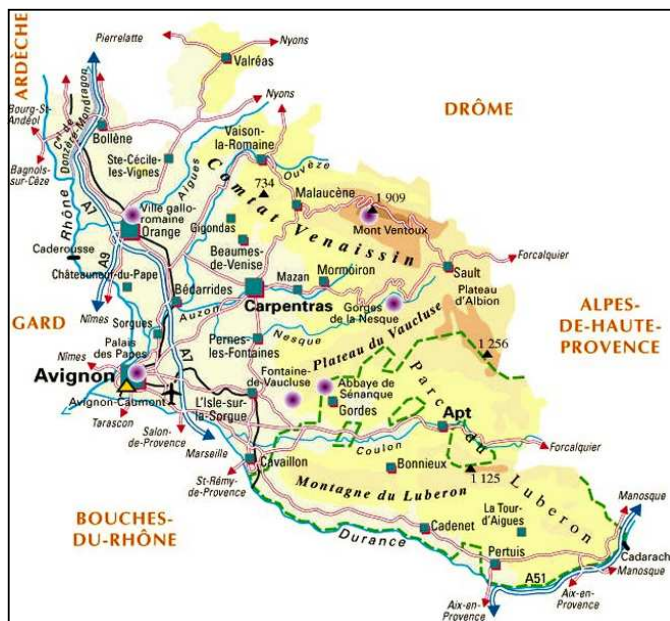 ARDÈCHE
Pierrelatte
Nyons
Valréas
DRÔME
Bourg-St-
Andéol
Cal de
Donzère-Mondragon
Nyons
Bollène
Vaison-
la-Romaine
Ouvèze
Ste-Cécile-
les-Vignes
Bagnols-
sur-Cèze
Aigues
734
Malaucène
1 909
Mont Ventoux
Rhône
A7
Ville gallo-
romaine
Orange
Gigondas
Comtat Venaissin
Caderousse
A9
Beaumes-
de-Venise
Forcalquier
Châteauneuf-du-Pape
Mormoiron
Mazan
Sault
Plateau
d'Albion
Bédarrides
Auzon
Carpentras
Gorges
de la Nesque
ALPES-
DE-HAUTE-
PROVENCE
GARD
Nîmes
Sorgues
Nesque
Plateau du Vaucluse
Palais
des Papes
A7
Pernes-
les-Fontaines
1 256
Nîmes
Avignon
Fontaine-
de-Vaucluse
Abbaye de
Sénanque
Parc du Luberon
Avignon-Caumont
L'Isle-sur-
la-Sorgue
Gordes
Apt
Tarascon
Salon-
de-Provence
Marseille
Coulon
Forcalquier
Cavaillon
Bonnieux
St-Rémy-
de-Provence
Montagne du Luberon
1 125
Manosque
BOUCHES-
DU-RHÔNE
La Tour-
d'Aigues
Cadenet
Durance
Pertuis
Cadarach
Manosque
A51
Aix-en-
Provence
Aix-en-
Provence